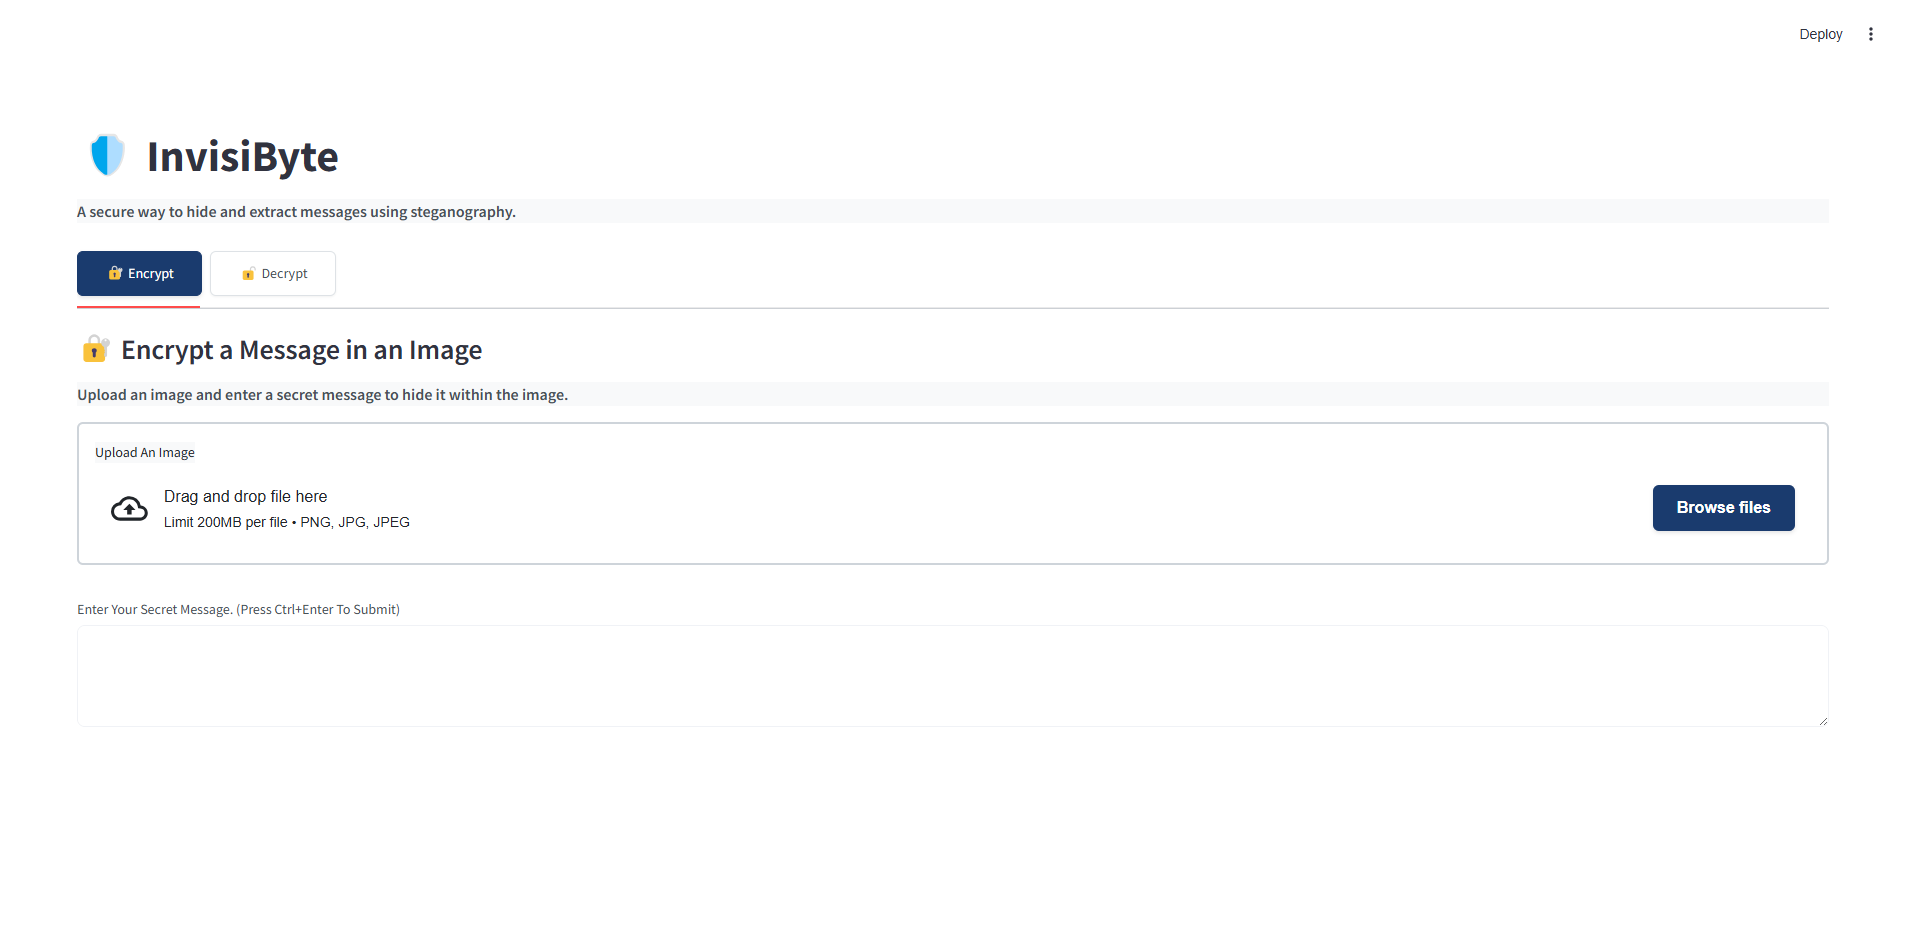 Deploy
InvisiByte
A secure way to hide and extract messages using steganography.
Encrypt
Decrypt
Encrypt a Message in an Image
Upload an image and enter a secret message to hide it within the image.
Upload An Image
Drag and drop file here
Limit 200MB per file • PNG, JPG, JPEG
Browse files
Enter Your Secret Message. (Press Ctrl+Enter To Submit)